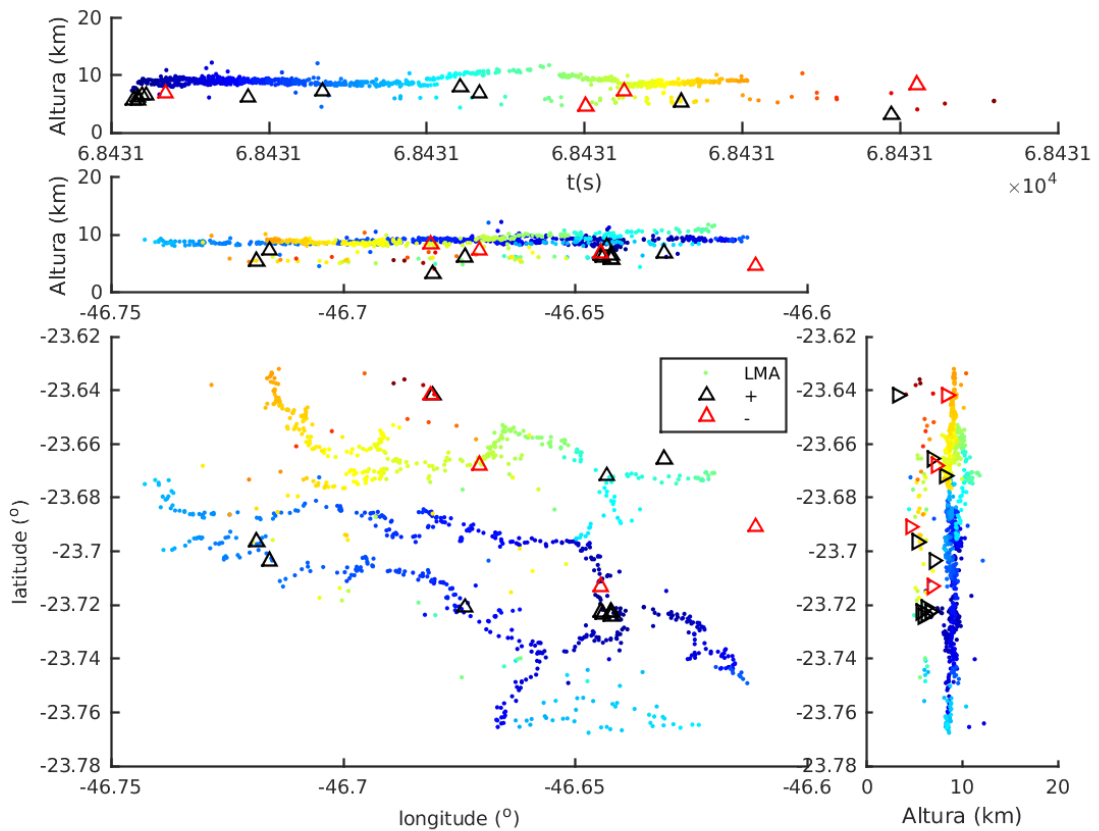 20
10
0
Altura (km)
6.8431 6.8431 6.8431 6.8431 6.8431 6.8431 6.8431
t(s)
×10⁴
20
10
0
Altura (km)
-46.75 -46.7 -46.65 -46.6
-23.62 -23.62
-23.64 -23.64
-23.66 -23.66
-23.68 -23.68
-23.7 -23.7
-23.72 -23.72
-23.74 -23.74
-23.76 -23.76
-23.78 -23.78
latitude (°)
LMA
+
-
-46.75 -46.7 -46.65 -46.6
longitude (°)
0 10 20
Altura (km)